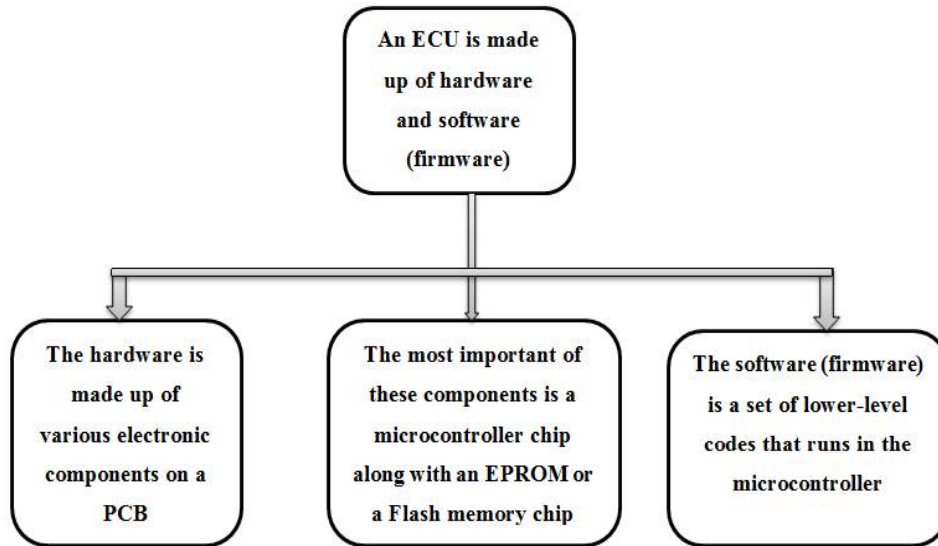 An ECU is made
up of hardware
and software
(firmware)
The hardware is
made up of
various electronic
components on a
PCB
The most important of
these components is a
microcontroller chip
along with an EPROM or
a Flash memory chip
The software (firmware)
is a set of lower-level
codes that runs in the
microcontroller